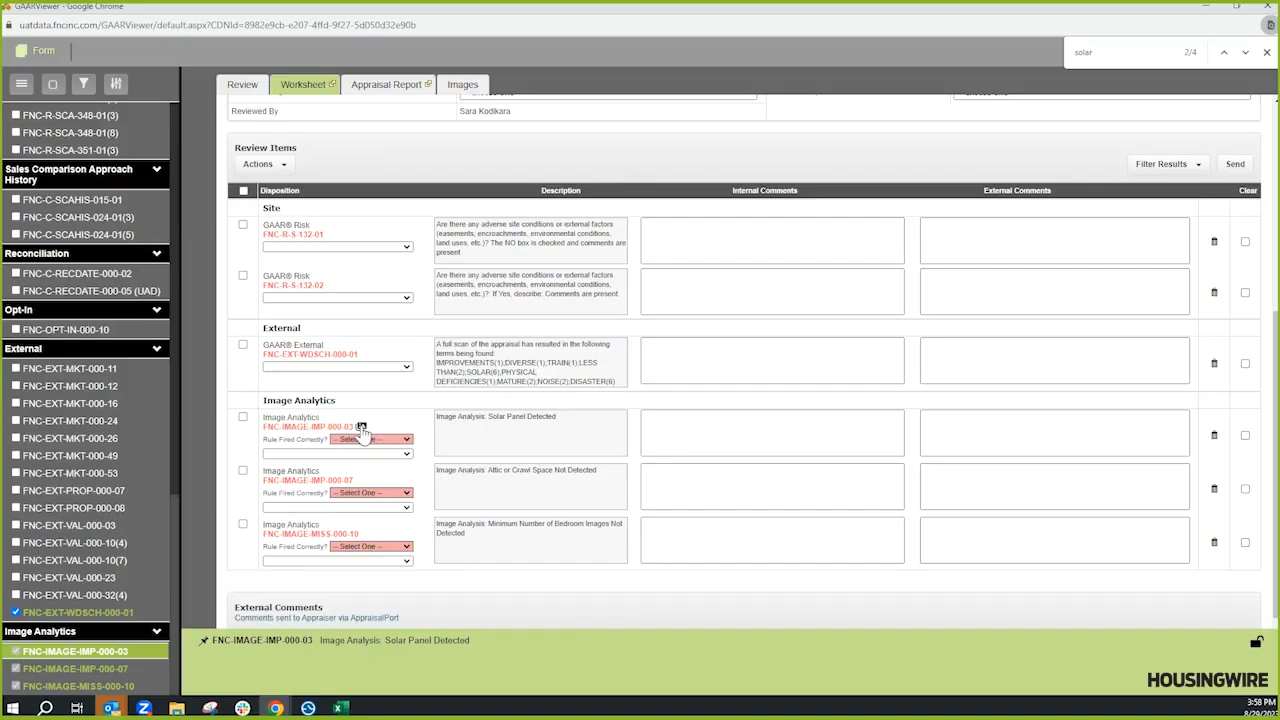 GAARViewer - Google Chrome
uatdata.fncinc.com/GAARViewer/default.aspx?CDNId=8982e9cb-e207-4ffd-9f27-5d050d32e90b
Form
solar
2/4
Review
Worksheet
Appraisal Report
Images
FNC-R-SCA-348-01(3)
FNC-R-SCA-348-01(8)
FNC-R-SCA-351-01(3)
Sales Comparison Approach
History
FNC-C-SCAHIS-015-01
FNC-C-SCAHIS-024-01(3)
FNC-C-SCAHIS-024-01(5)
Reconciliation
FNC-C-RECDATE-000-02
FNC-C-RECDATE-000-05 (UAD)
Opt-In
FNC-OPT-IN-000-10
External
FNC-EXT-MKT-000-11
FNC-EXT-MKT-000-12
FNC-EXT-MKT-000-16
FNC-EXT-MKT-000-24
FNC-EXT-MKT-000-26
FNC-EXT-MKT-000-49
FNC-EXT-MKT-000-53
FNC-EXT-PROP-000-07
FNC-EXT-PROP-000-08
FNC-EXT-VAL-000-03
FNC-EXT-VAL-000-10(4)
FNC-EXT-VAL-000-10(7)
FNC-EXT-VAL-000-23
FNC-EXT-VAL-000-32(4)
FNC-EXT-WDSCH-000-01
Image Analytics
FNC-IMAGE-IMP-000-03
FNC-IMAGE-IMP-000-07
FNC-IMAGE-MISS-000-10
Reviewed By
Sara Kodikara
Review Items
Actions
Filter Results
Send
Disposition
Description
Internal Comments
External Comments
Clear
Site
GAAR® Risk
FNC-R-S-132-01
Are there any adverse site conditions or external factors
(easements, encroachments, environmental conditions,
land uses, etc.)? The NO box is checked and comments are
present
GAAR® Risk
FNC-R-S-132-02
Are there any adverse site conditions or external factors
(easements, encroachments, environmental conditions,
land uses, etc.)?: If Yes, describe: Comments are present
External
GAAR® External
FNC-EXT-WDSCH-000-01
A full scan of the appraisal has resulted in the following
terms being found:
IMPROVEMENTS(1);DIVERSE(1);TRAIN(1);LESS
THAN(2);SOLAR(6);PHYSICAL
DEFICIENCIES(1);MATURE(2);NOISE(2);DISASTER(6)
Image Analytics
Image Analytics
FNC-IMAGE-IMP-000-03
Rule Fired Correctly?
Image Analysis: Solar Panel Detected
Image Analytics
FNC-IMAGE-IMP-000-07
Rule Fired Correctly? -- Select One --
Image Analysis: Attic or Crawl Space Not Detected
Image Analytics
FNC-IMAGE-MISS-000-10
Rule Fired Correctly? -- Select One --
Image Analysis: Minimum Number of Bedroom Images Not
Detected
External Comments
Comments sent to Appraiser via AppraisalPort
FNC-IMAGE-IMP-000-03 Image Analysis: Solar Panel Detected
HOUSINGWIRE
3:58 PM